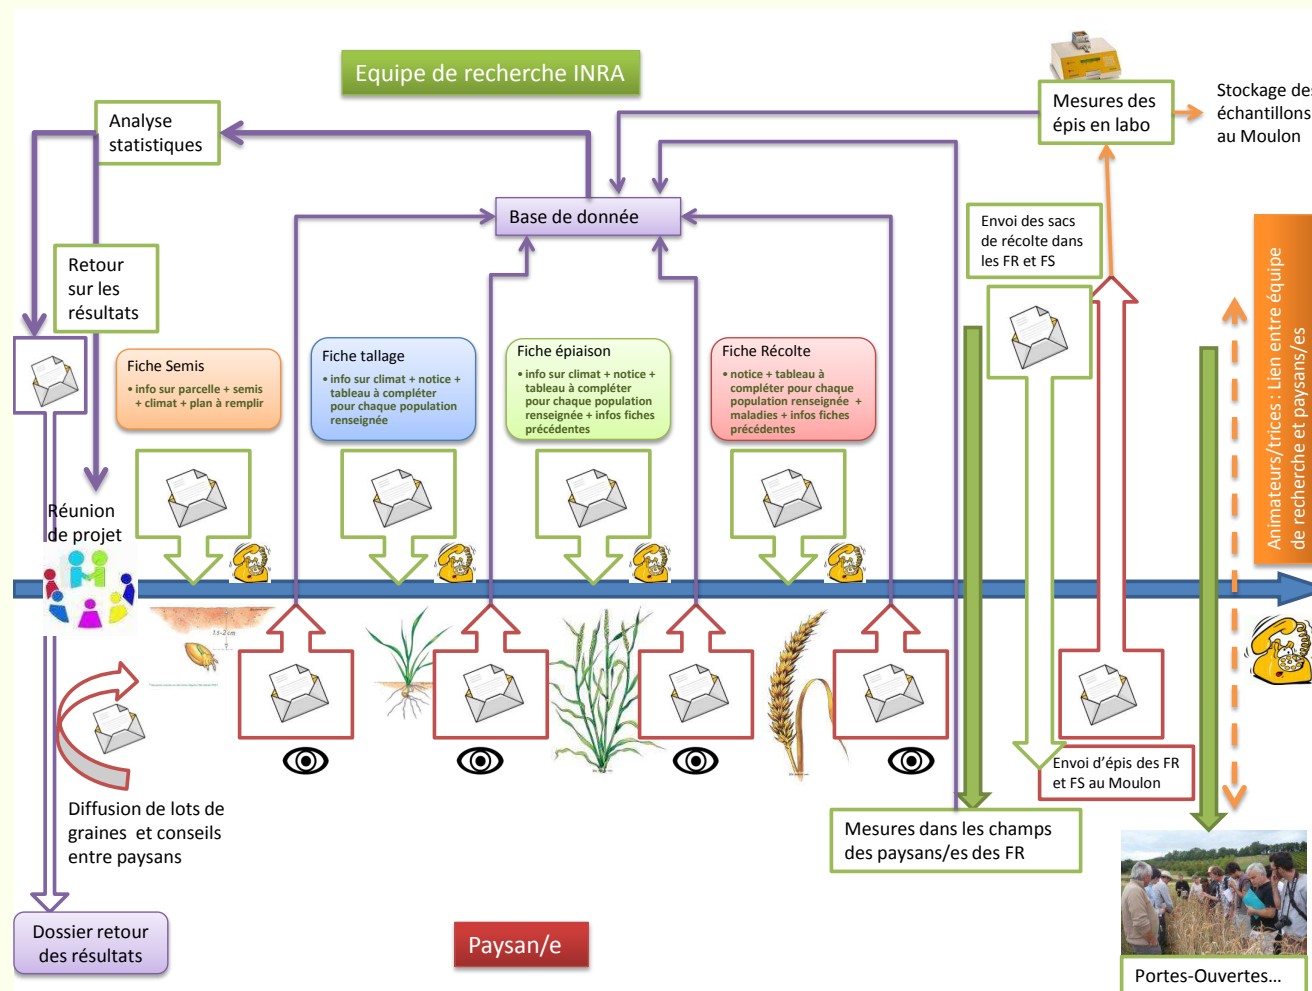 Equipe de recherche INRA
Mesures des
épis en labo
Stockage des
échantillons
au Moulon
Analyse
statistiques
Base de donnée
Envoi des sacs
de récolte dans
les FR et FS
Retour
sur les
résultats
Fiche Semis
• info sur parcelle + semis
+ climat + plan à remplir
Fiche tallage
• info sur climat + notice +
tableau à compléter
pour chaque population
renseignée
Fiche épiaison
• info sur climat + notice +
tableau à compléter
pour chaque population
renseignée + infos fiches
précédentes
Fiche Récolte
• notice + tableau à
compléter pour chaque
population renseignée +
maladies + infos fiches
précédentes
Animateurs/trices : Lien entre équipe
de recherche et paysans/es
Réunion
de projet
1.5-2 cm
Envoi d'épis des FR
et FS au Moulon
Diffusion de lots de
graines et conseils
entre paysans
Mesures dans les champs
des paysans/es des FR
Dossier retour
des résultats
Paysan/e
Portes-Ouvertes...